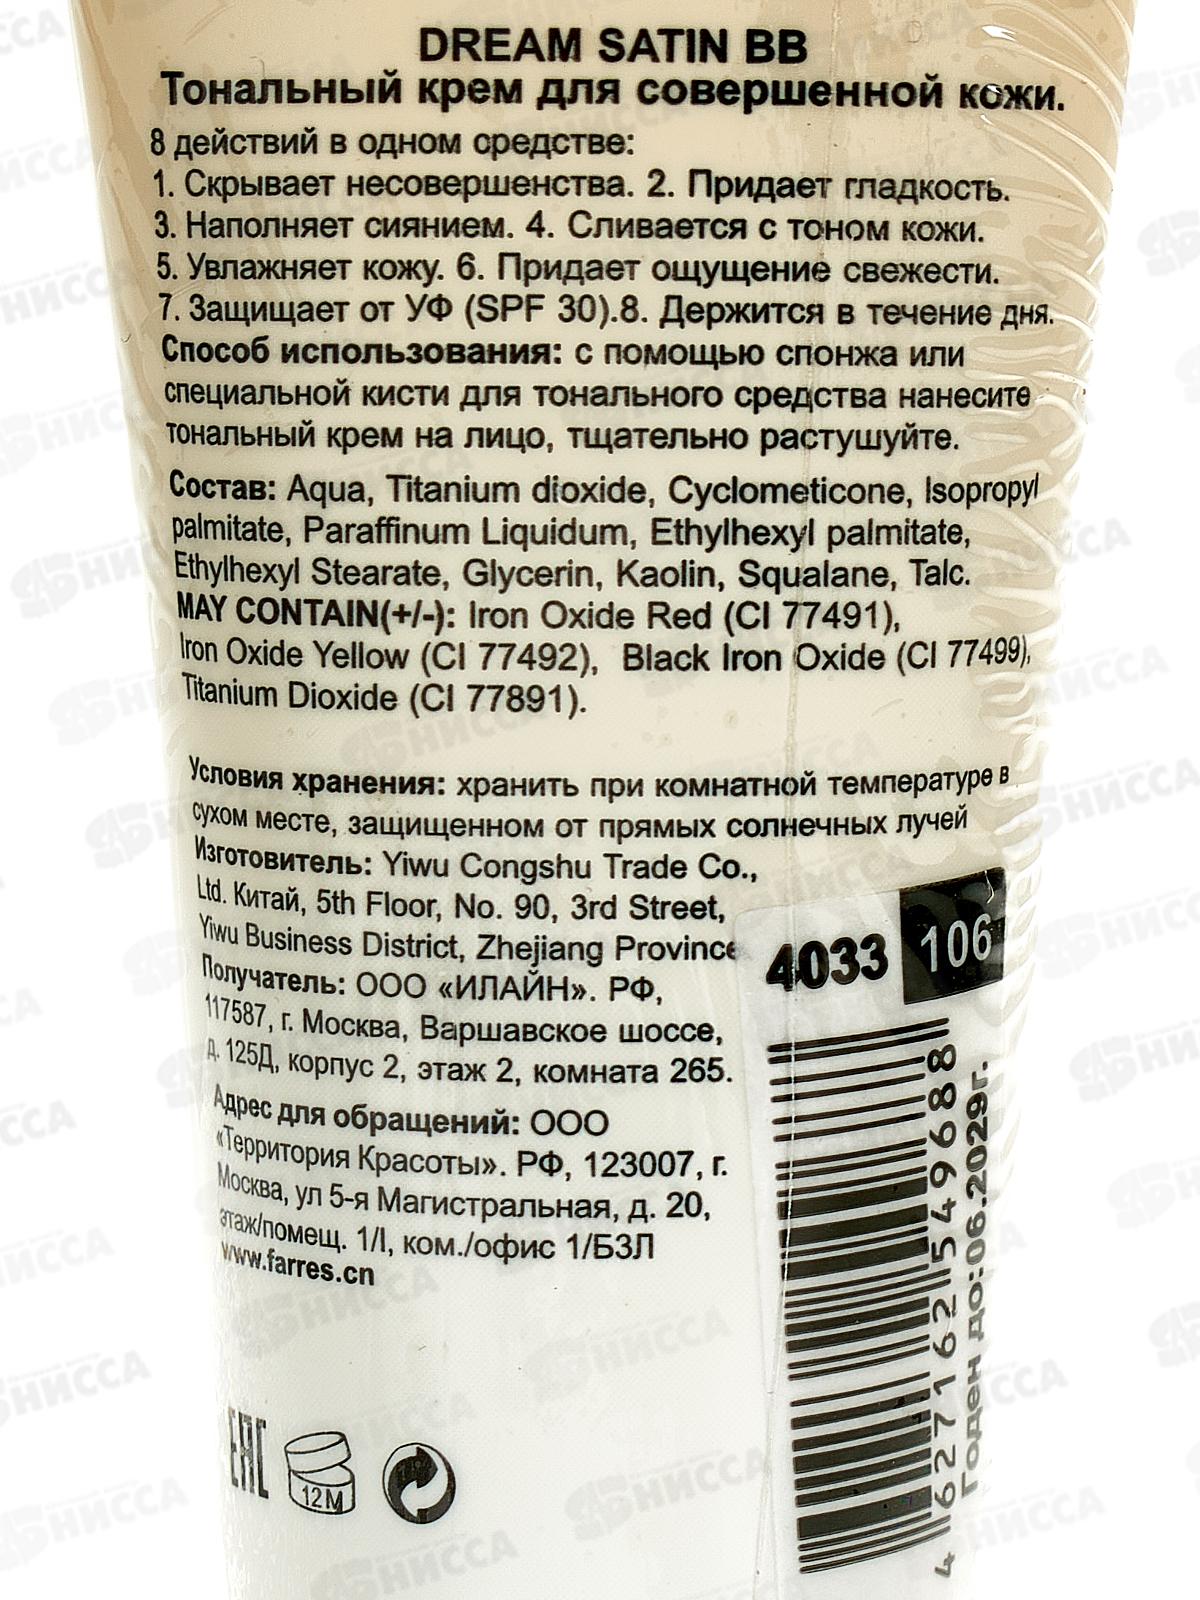 DREAM SATIN BB
Тональный крем для совершенной кожи.
8 действий в одном средстве:
1. Скрывает несовершенства. 2. Придает гладкость.
3. Наполняет сиянием. 4. Сливается с тоном кожи.
5. Увлажняет кожу. 6. Придает ощущение свежести.
7. Защищает от УФ (SPF 30).8. Держится в течение дня.
Способ использования: с помощью спонжа или
специальной кисти для тонального средства нанесите
тональный крем на лицо, тщательно растушуйте.
Состав: Aqua, Titanium dioxide, Cyclometicone, Isopropyl
palmitate, Paraffinum Liquidum, Ethylhexyl palmitate,
Ethylhexyl Stearate, Glycerin, Kaolin, Squalane, Talc.
MAY CONTAIN(+/-): Iron Oxide Red (CI 77491),
Iron Oxide Yellow (CI 77492), Black Iron Oxide (CI 77499),
Titanium Dioxide (CI 77891).
Условия хранения: хранить при комнатной температуре в
сухом месте, защищенном от прямых солнечных лучей
Изготовитель: Yiwu Congshu Trade Co.,
Ltd. Китай, 5th Floor, No. 90, 3rd Street,
Yiwu Business District, Zhejiang Province
Получатель: ООО «ИЛАЙН». РФ,
117587, г. Москва, Варшавское шоссе,
д. 125Д, корпус 2, этаж 2, комната 265.
Адрес для обращений: ООО
«Территория Красоты». РФ, 123007, г.
Москва, ул 5-я Магистральная, д. 20,
этаж/помещ. 1/I, ком./офис 1/БЗЛ
www.farres.cn
EAC
12M
4033 106
4 627162 549688
Годен до:06.2029г.
НИССА